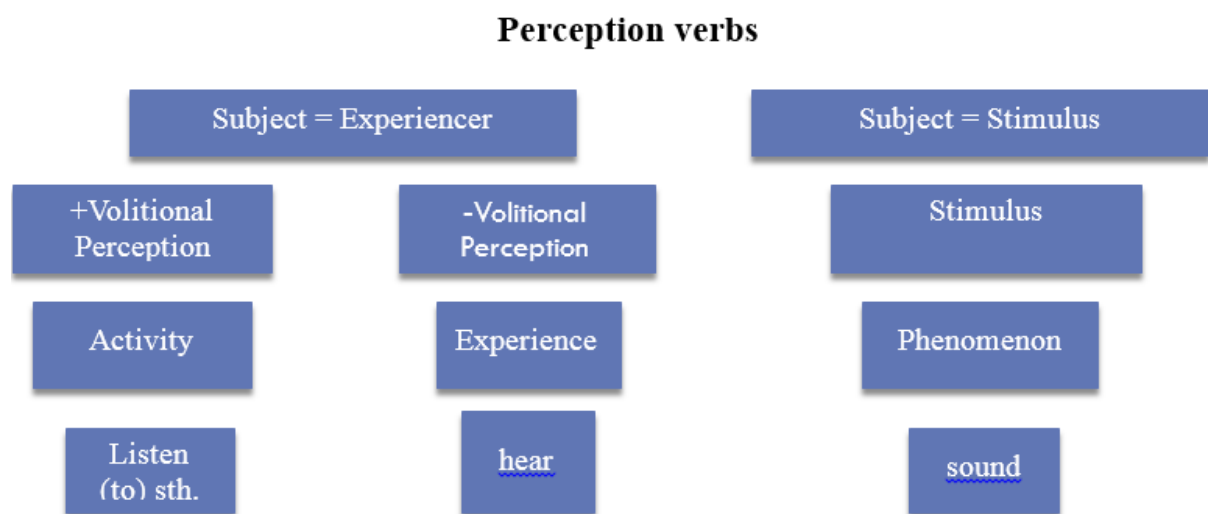 Perception verbs
Subject = Experiencer
Subject = Stimulus
+Volitional
Perception
-Volitional
Perception
Stimulus
Activity
Experience
Phenomenon
Listen
(to) sth.
hear
sound